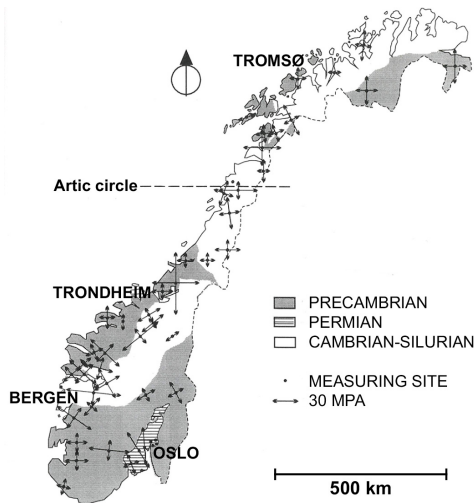 TROMSØ
Artic circle
TRONDHEIM
BERGEN
OSLO
PRECAMBRIAN
PERMIAN
CAMBRIAN-SILURIAN
MEASURING SITE
30 MPA
500 km